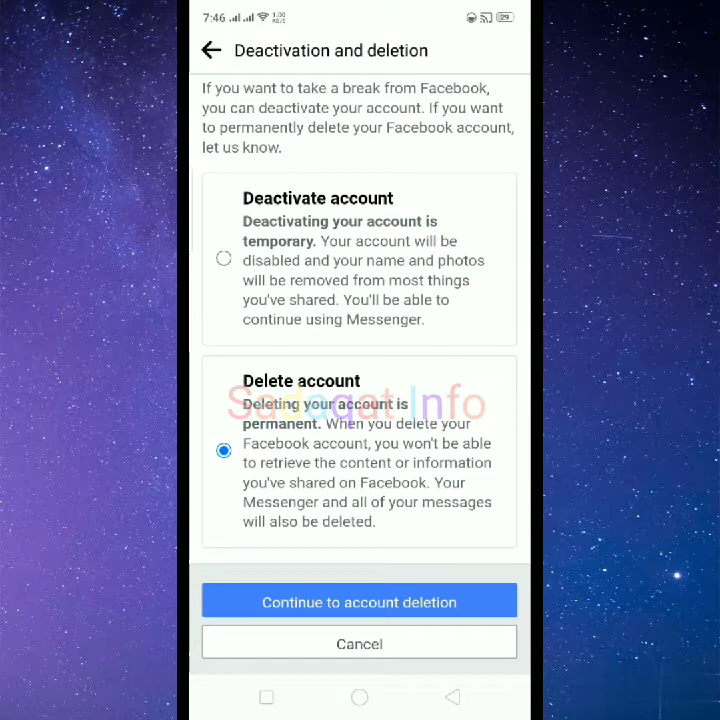 7:46
1.00
KB/S
29
Deactivation and deletion
If you want to take a break from Facebook,
you can deactivate your account. If you want
to permanently delete your Facebook account,
let us know.
Deactivate account
Deactivating your account is
temporary. Your account will be
disabled and your name and photos
will be removed from most things
you've shared. You'll be able to
continue using Messenger.
Delete account
Sadaqat Info
Deleting your account is
permanent. When you delete your
Facebook account, you won't be able
to retrieve the content or information
you've shared on Facebook. Your
Messenger and all of your messages
will also be deleted.
Continue to account deletion
Cancel